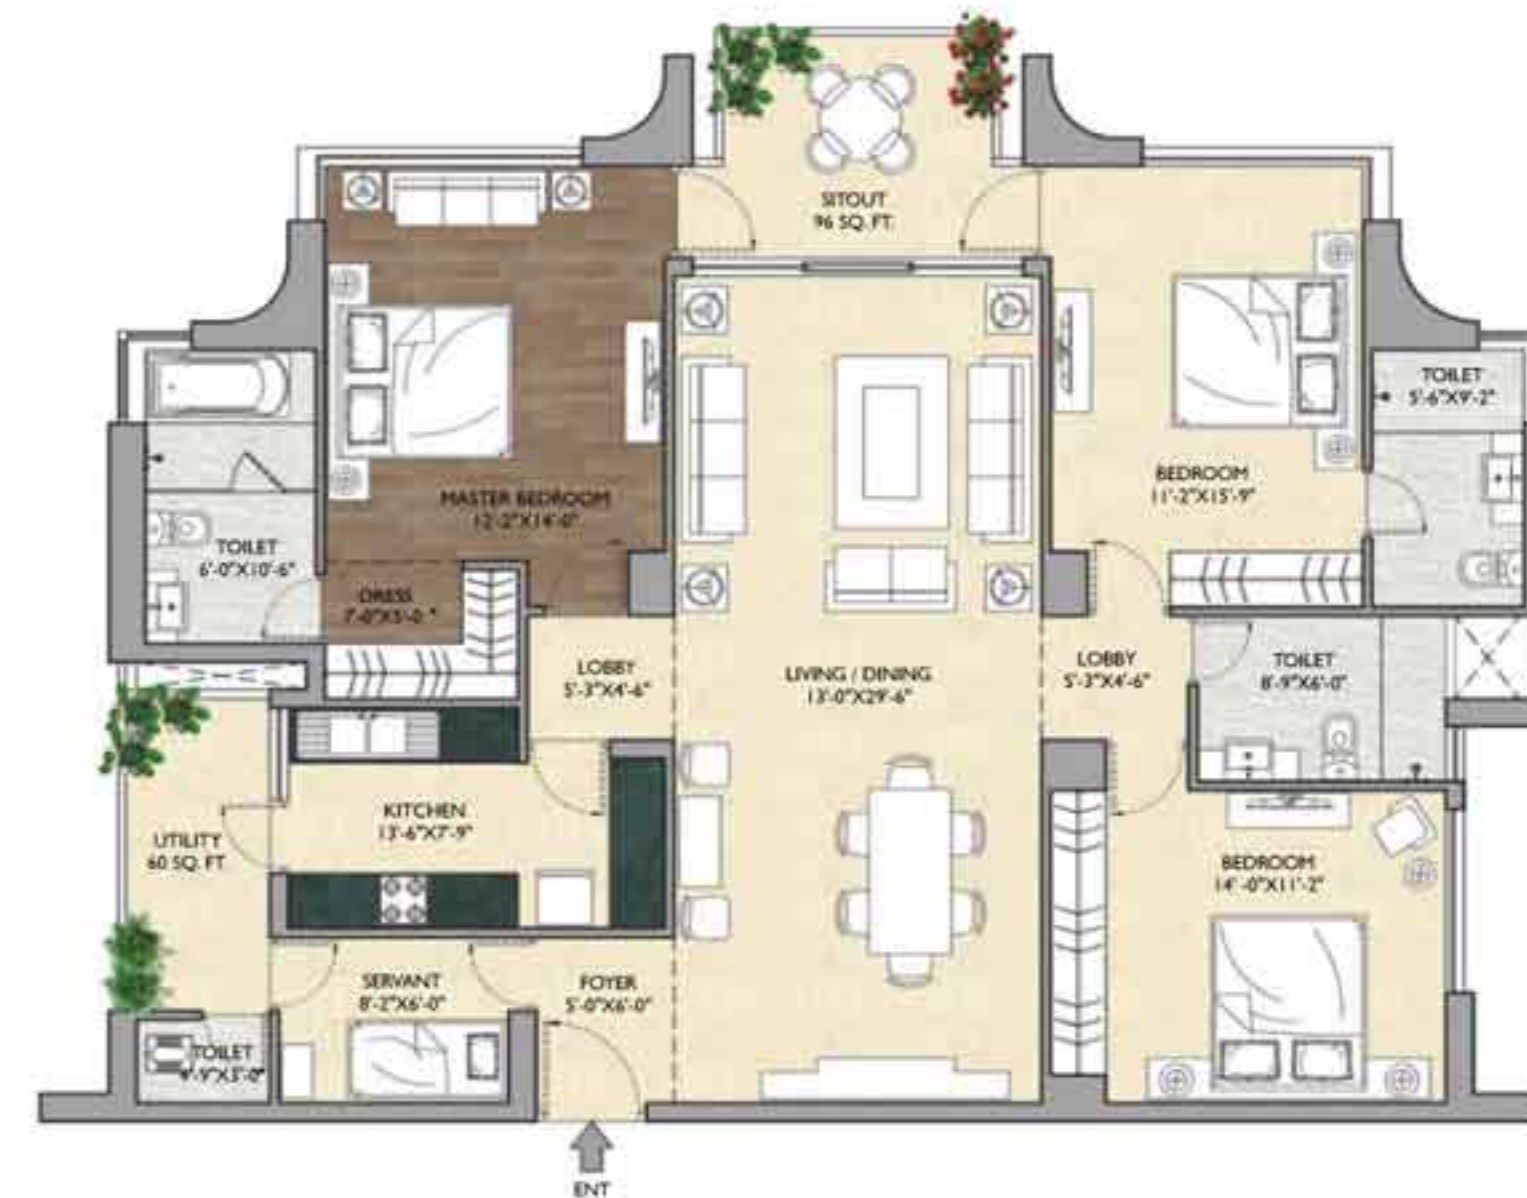 SITOUT
96 SQ. FT.
TOILET
5'-6"X9'-2"
BEDROOM
11'-2"X15'-9"
MASTER BEDROOM
12'-2"X14'-0"
TOILET
6'-0"X10'-6"
DRESS
7'-0"X5'-0"
LOBBY
5'-3"X4'-6"
LIVING / DINING
13'-0"X29'-6"
LOBBY
5'-3"X4'-6"
TOILET
8'-9"X6'-0"
KITCHEN
13'-6"X7'-9"
UTILITY
60 SQ. FT
BEDROOM
14'-0"X11'-2"
SERVANT
8'-2"X6'-0"
FOYER
5'-0"X6'-0"
TOILET
ENT